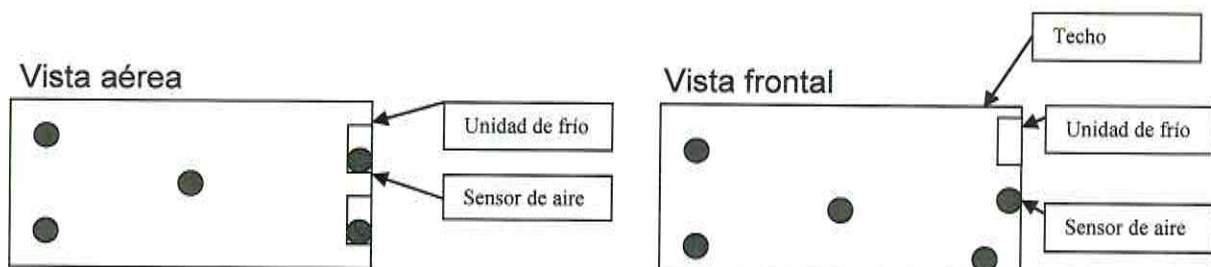 Vista aérea
Unidad de frío
Sensor de aire
Vista frontal
Techo
Unidad de frío
Sensor de aire